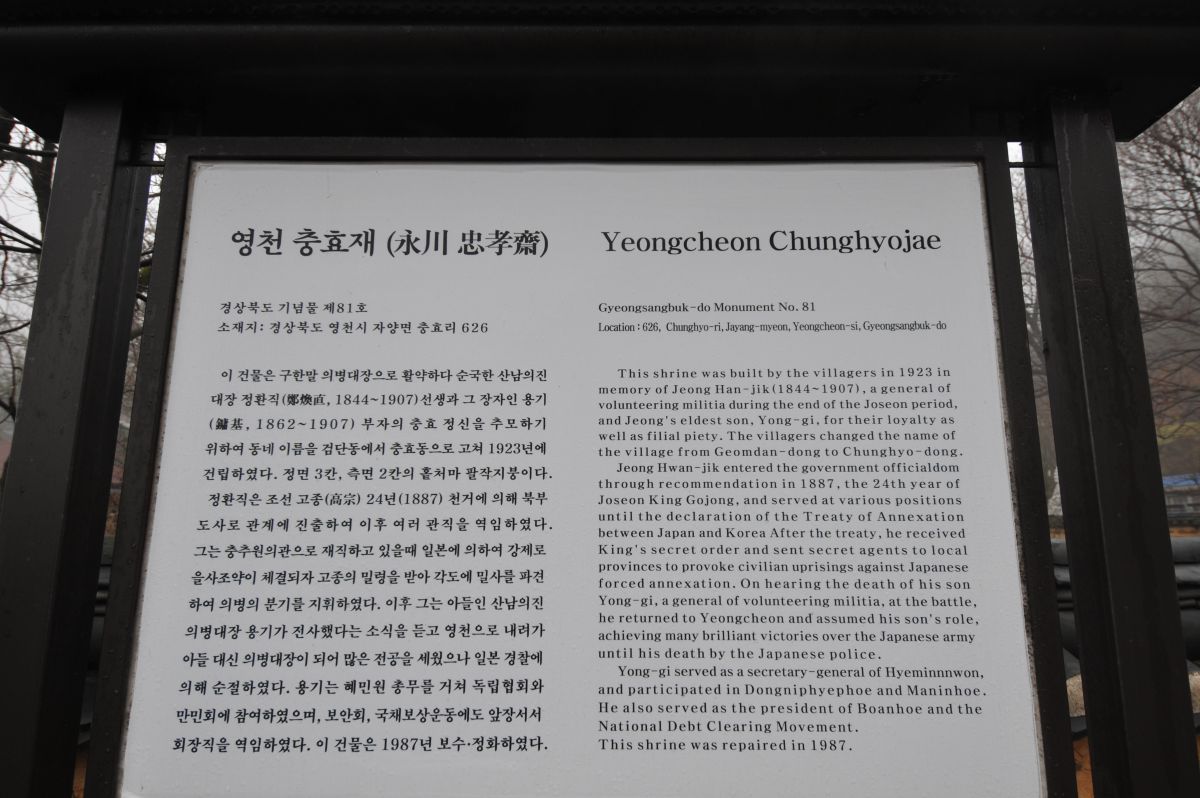 영천 충효재 (永川 忠孝齋)
경상북도 기념물 제81호
소재지: 경상북도 영천시 자양면 충효리 626
이 건물은 구한말 의병대장으로 활약하다 순국한 산남의진
대장 정환직(鄭煥直, 1844~1907)선생과 그 장자인 용기
(鏞基, 1862~1907) 부자의 충효 정신을 추모하기
위하여 동네 이름을 검단동에서 충효동으로 고쳐 1923년에
건립하였다. 정면 3칸, 측면 2칸의 홑처마 팔작지붕이다.
정환직은 조선 고종(高宗) 24년(1887) 천거에 의해 북부
도사로 관계에 진출하여 이후 여러 관직을 역임하였다.
그는 중추원의관으로 재직하고 있을때 일본에 의하여 강제로
을사조약이 체결되자 고종의 밀령을 받아 각도에 밀사를 파견
하여 의병의 분기를 지휘하였다. 이후 그는 아들인 산남의진
의병대장 용기가 전사했다는 소식을 듣고 영천으로 내려가
아들 대신 의병대장이 되어 많은 전공을 세웠으나 일본 경찰에
의해 순절하였다. 용기는 혜민원 총무를 거쳐 독립협회와
만민회에 참여하였으며, 보안회, 국채보상운동에도 앞장서서
회장직을 역임하였다. 이 건물은 1987년 보수·정화하였다.
Yeongcheon Chunghyojae
Gyeongsangbuk-do Monument No. 81
Location : 626, Chunghyo-ri, Jayang-myeon, Yeongcheon-si, Gyeongsangbuk-do
This shrine was built by the villagers in 1923 in
memory of Jeong Han-jik(1844~1907), a general of
volunteering militia during the end of the Joseon period,
and Jeong's eldest son, Yong-gi, for their loyalty as
well as filial piety. The villagers changed the name of
the village from Geomdan-dong to Chunghyo-dong.
Jeong Hwan-jik entered the government officialdom
through recommendation in 1887, the 24th year of
Joseon King Gojong, and served at various positions
until the declaration of the Treaty of Annexation
between Japan and Korea After the treaty, he received
King's secret order and sent secret agents to local
provinces to provoke civilian uprisings against Japanese
forced annexation. On hearing the death of his son
Yong-gi, a general of volunteering militia, at the battle,
he returned to Yeongcheon and assumed his son's role,
achieving many brilliant victories over the Japanese army
until his death by the Japanese police.
Yong-gi served as a secretary-general of Hyeminnnwon,
and participated in Dongniphyephoe and Maninhoe.
He also served as the president of Boanhoe and the
National Debt Clearing Movement.
This shrine was repaired in 1987.